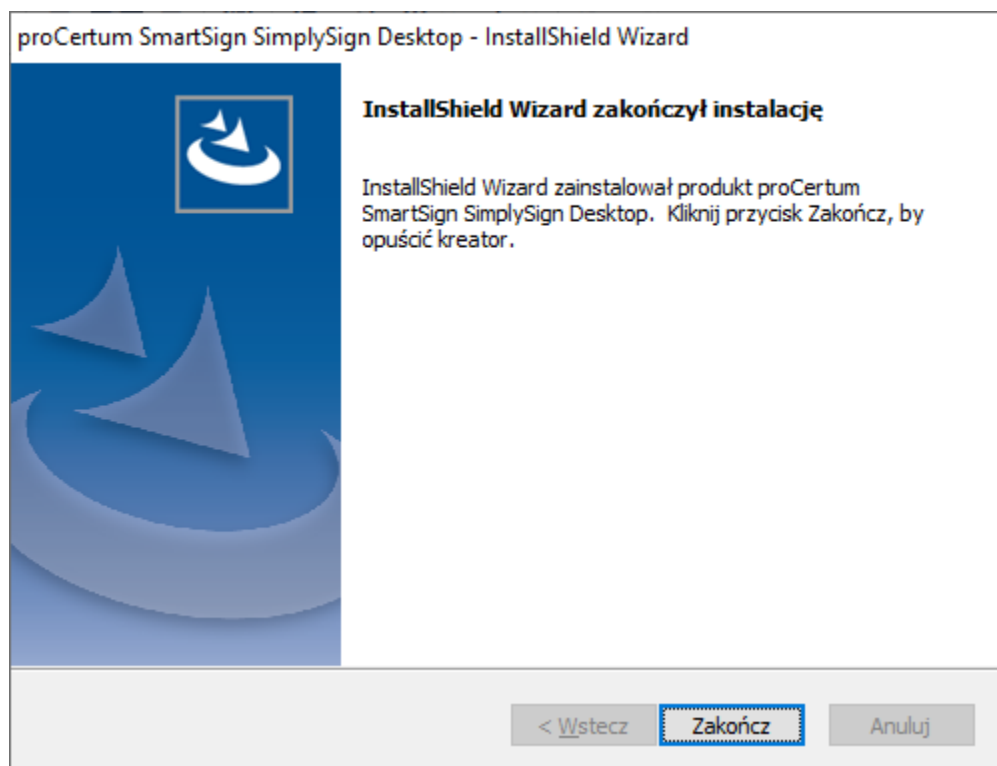 proCertum SmartSign SimplySign Desktop - InstallShield Wizard
InstallShield Wizard zakończył instalację
InstallShield Wizard zainstalował produkt proCertum
SmartSign SimplySign Desktop.  Kliknij przycisk Zakończ, by
opuścić kreator.
< Wstecz
Zakończ
Anuluj